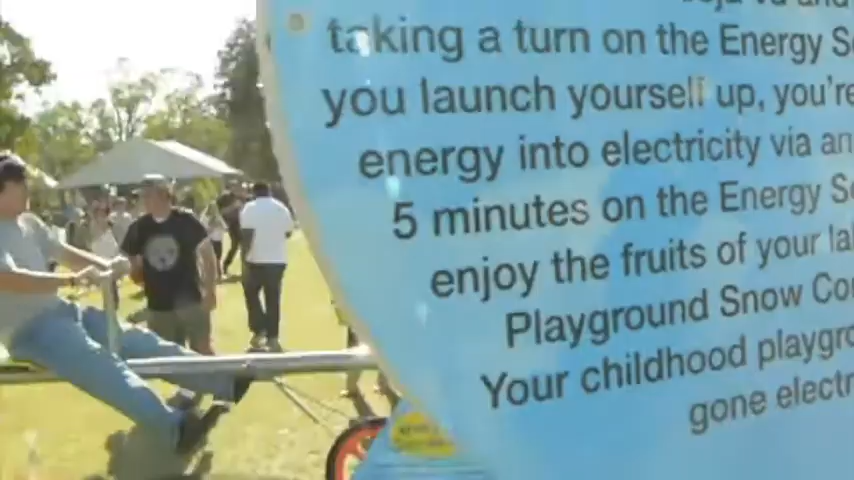 taking a turn on the Energy
you launch yourself up, you're
energy into electricity via
5 minutes on the Energy
enjoy the fruits of your
Playground Snow
Your childhood
gone